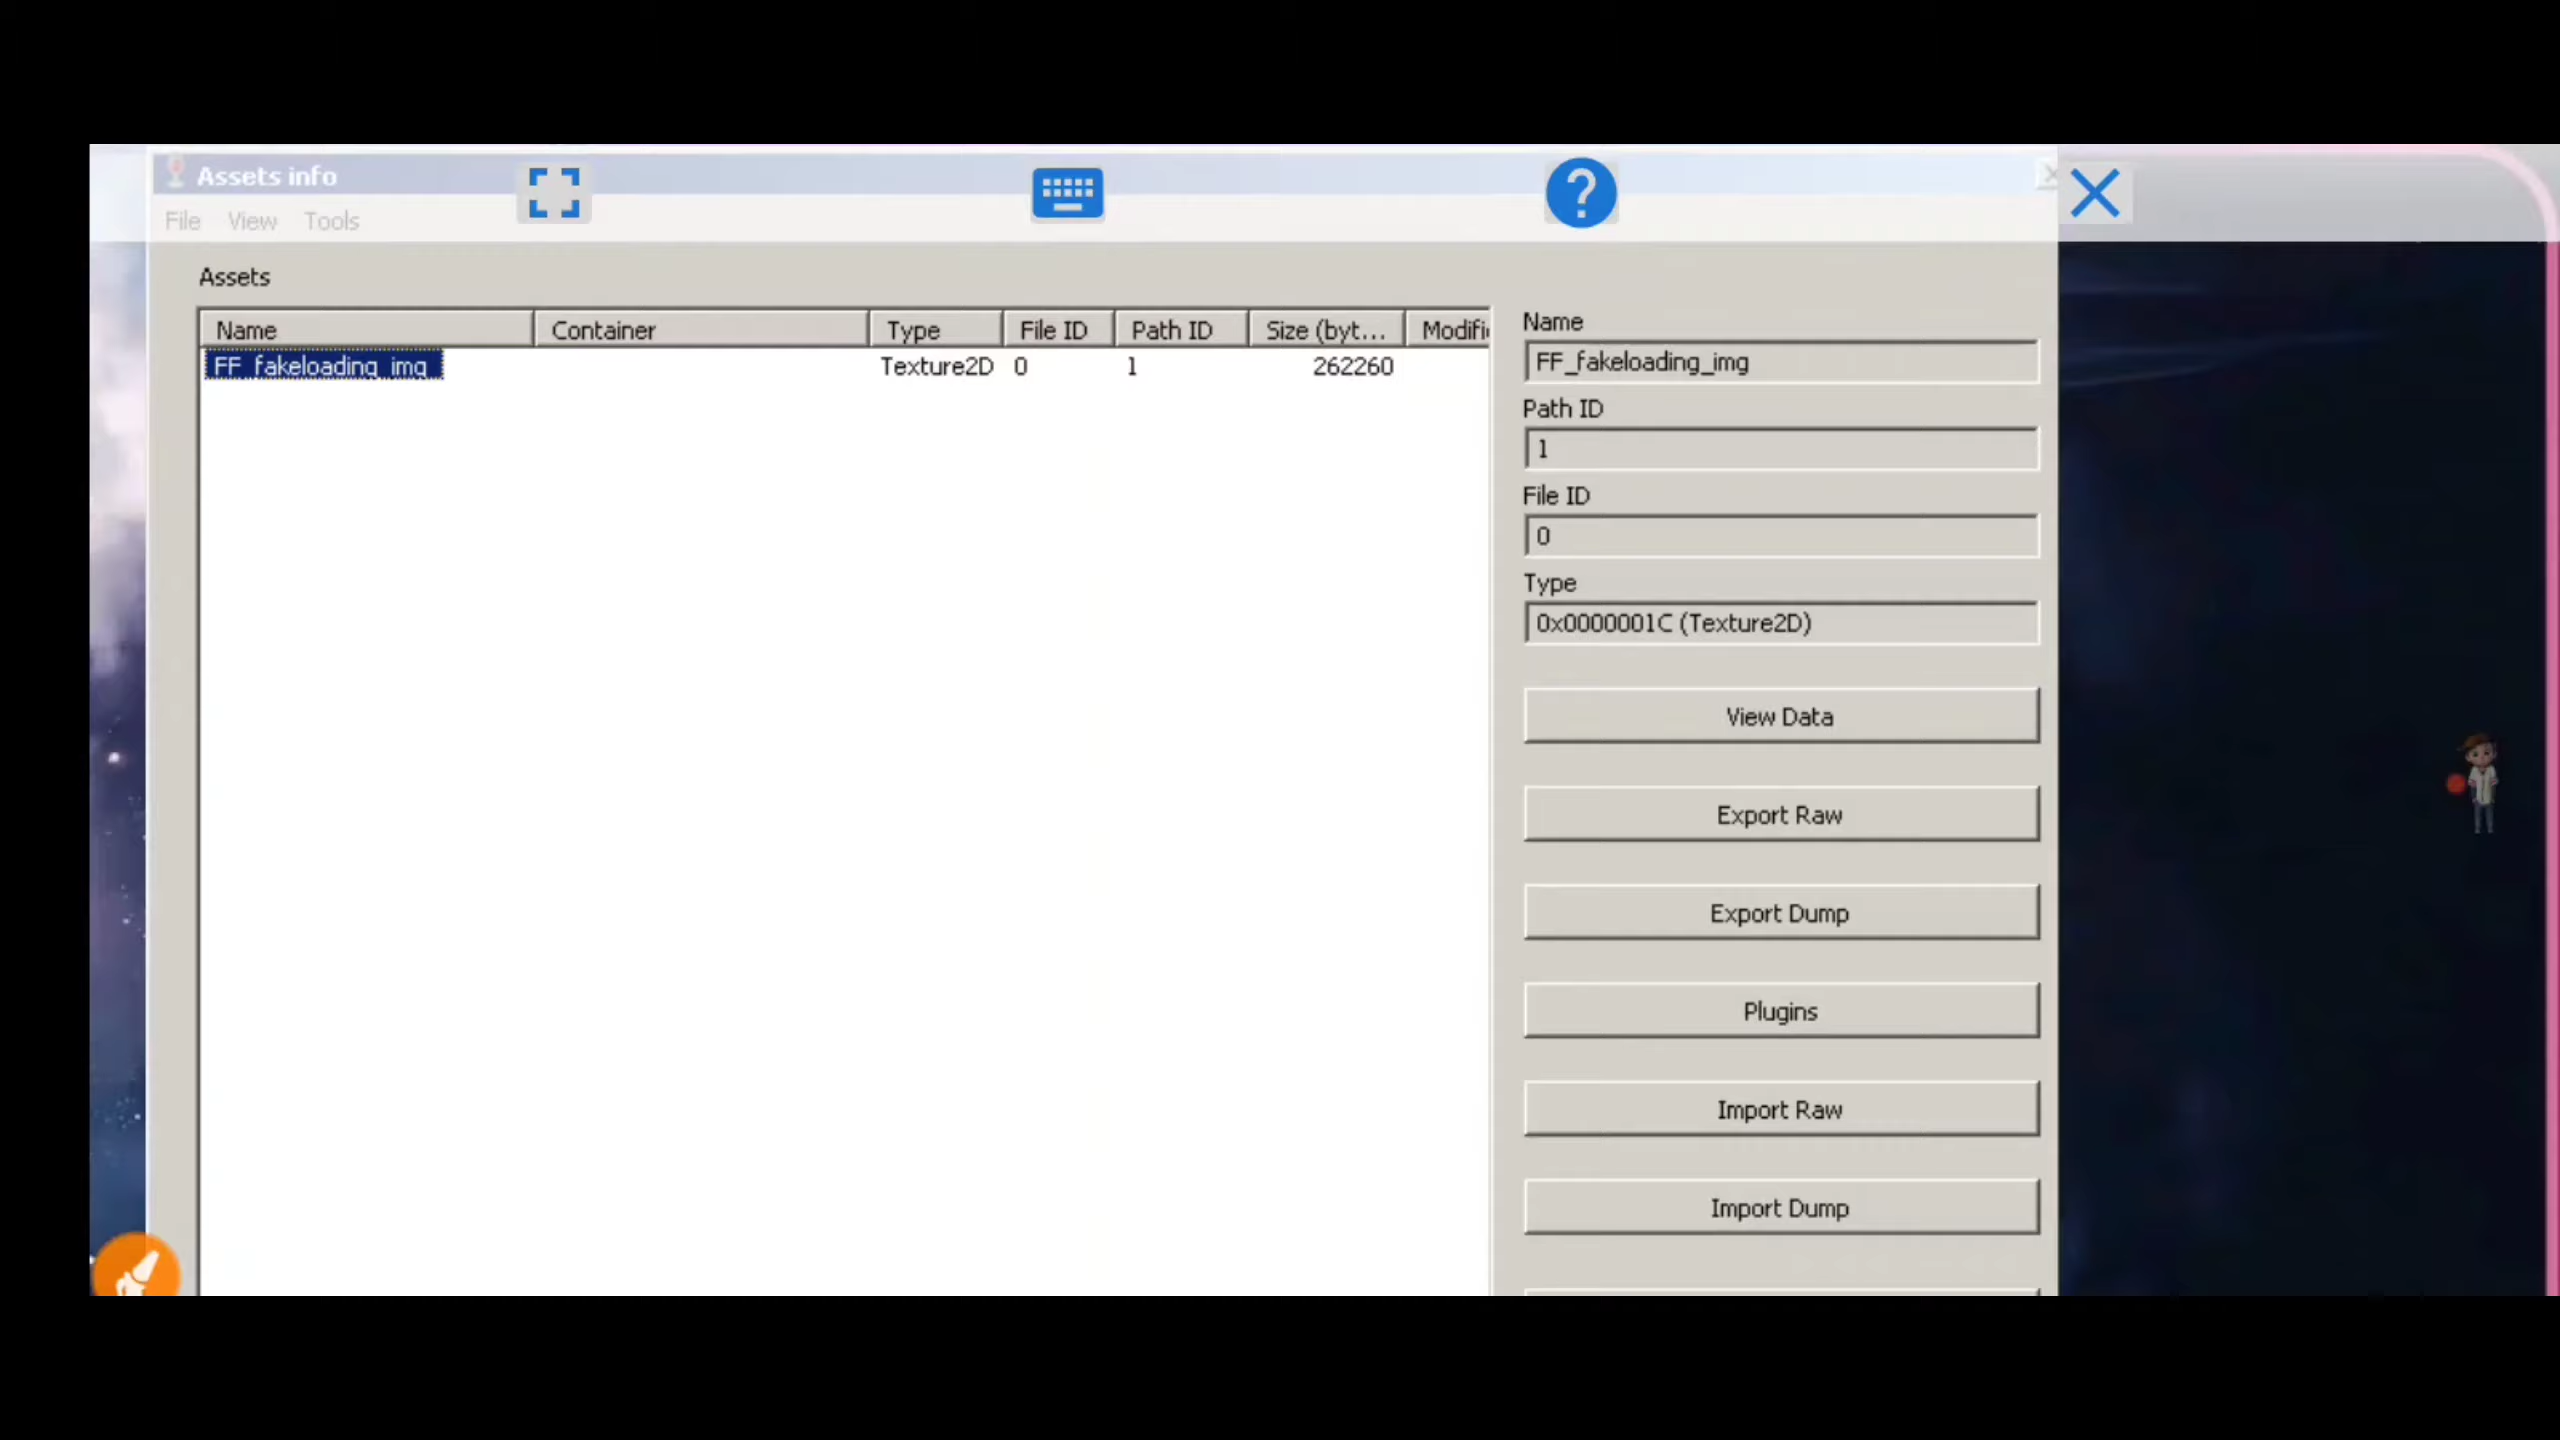 Assets info
File View Tools
Assets
Name Container Type File ID Path ID Size (byt... Modifi
FF_fakeloading_img Texture2D 0 1 262260
Name
FF_fakeloading_img
Path ID
1
File ID
0
Type
0x0000001C (Texture2D)
View Data
Export Raw
Export Dump
Plugins
Import Raw
Import Dump